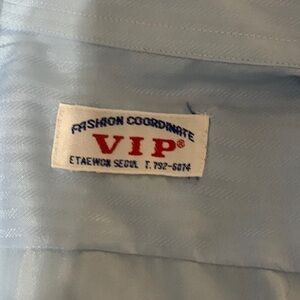 FASHION COORDINATE
VIP®
ETAEWON SEOUL T. 792-6074